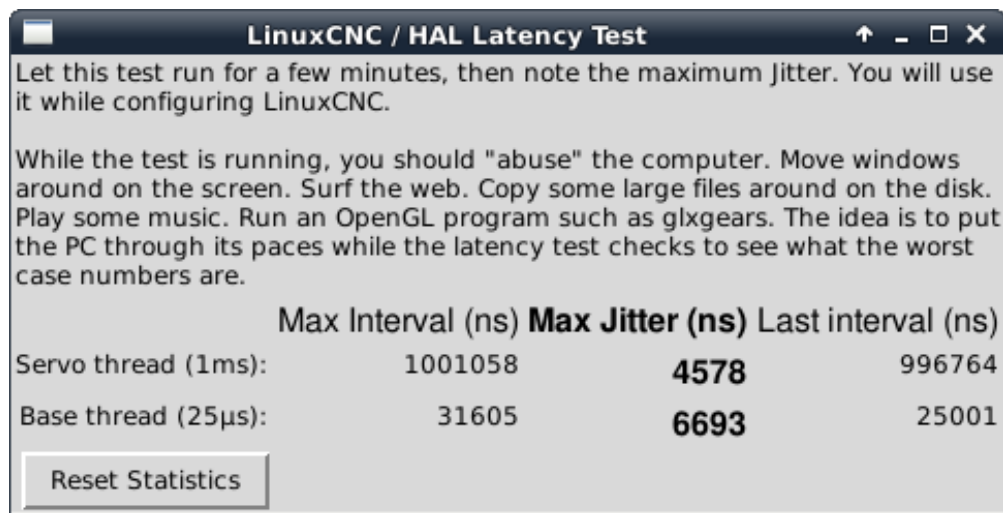 LinuxCNC / HAL Latency Test
Let this test run for a few minutes, then note the maximum Jitter. You will use
it while configuring LinuxCNC.
While the test is running, you should "abuse" the computer. Move windows
around on the screen. Surf the web. Copy some large files around on the disk.
Play some music. Run an OpenGL program such as glxgears. The idea is to put
the PC through its paces while the latency test checks to see what the worst
case numbers are.
Max Interval (ns) Max Jitter (ns) Last interval (ns)
Servo thread (1ms): 1001058 4578 996764
Base thread (25µs): 31605 6693 25001
Reset Statistics